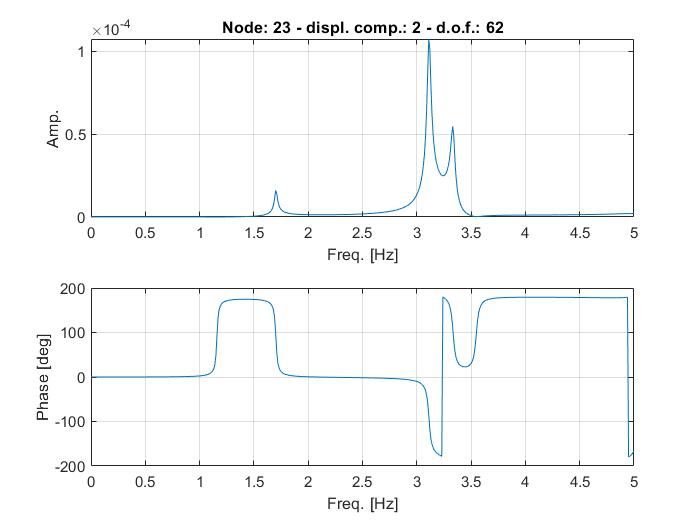 ×10-4
Node: 23 - displ. comp.: 2 - d.o.f.: 62
1
0.5
0
Amp.
0 0.5 1 1.5 2 2.5 3 3.5 4 4.5 5
Freq. [Hz]
200
100
0
-100
-200
Phase [deg]
0 0.5 1 1.5 2 2.5 3 3.5 4 4.5 5
Freq. [Hz]